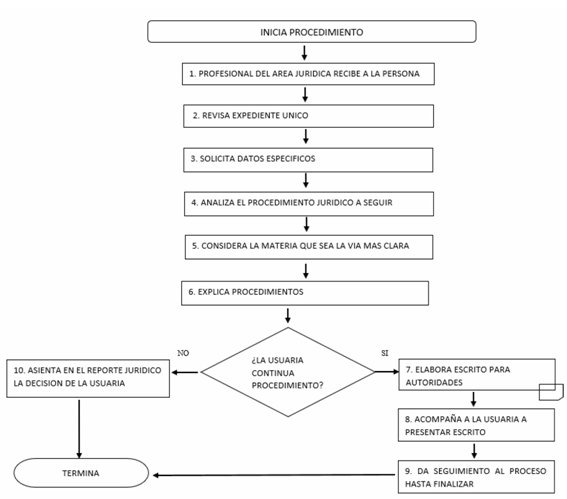 INICIA PROCEDIMIENTO
1. PROFESIONAL DEL AREA JURIDICA RECIBE A LA PERSONA
2. REVISA EXPEDIENTE UNICO
3. SOLICITA DATOS ESPECIFICOS
4. ANALIZA EL PROCEDIMIENTO JURIDICO A SEGUIR
5. CONSIDERA LA MATERIA QUE SEA LA VIA MAS CLARA
6. EXPLICA PROCEDIMIENTOS
¿LA USUARIA
CONTINUA
PROCEDIMIENTO?
NO
SI
10. ASIENTA EN EL REPORTE JURIDICO
LA DECISION DE LA USUARIA
7. ELABORA ESCRITO PARA
AUTORIDADES
8. ACOMPAÑA A LA USUARIA A
PRESENTAR ESCRITO
9. DA SEGUIMIENTO AL PROCESO
HASTA FINALIZAR
TERMINA